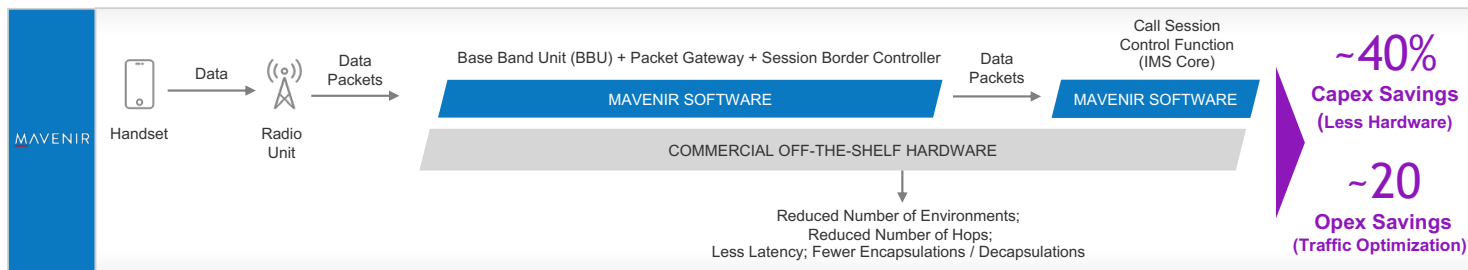 MAVENIR
Handset
Data
Radio
Unit
Data
Packets
Base Band Unit (BBU) + Packet Gateway + Session Border Controller
MAVENIR SOFTWARE
Data
Packets
Call Session
Control Function
(IMS Core)
MAVENIR SOFTWARE
COMMERCIAL OFF-THE-SHELF HARDWARE
Reduced Number of Environments;
Reduced Number of Hops;
Less Latency; Fewer Encapsulations / Decapsulations
~40%
Capex Savings
(Less Hardware)
~20
Opex Savings
(Traffic Optimization)